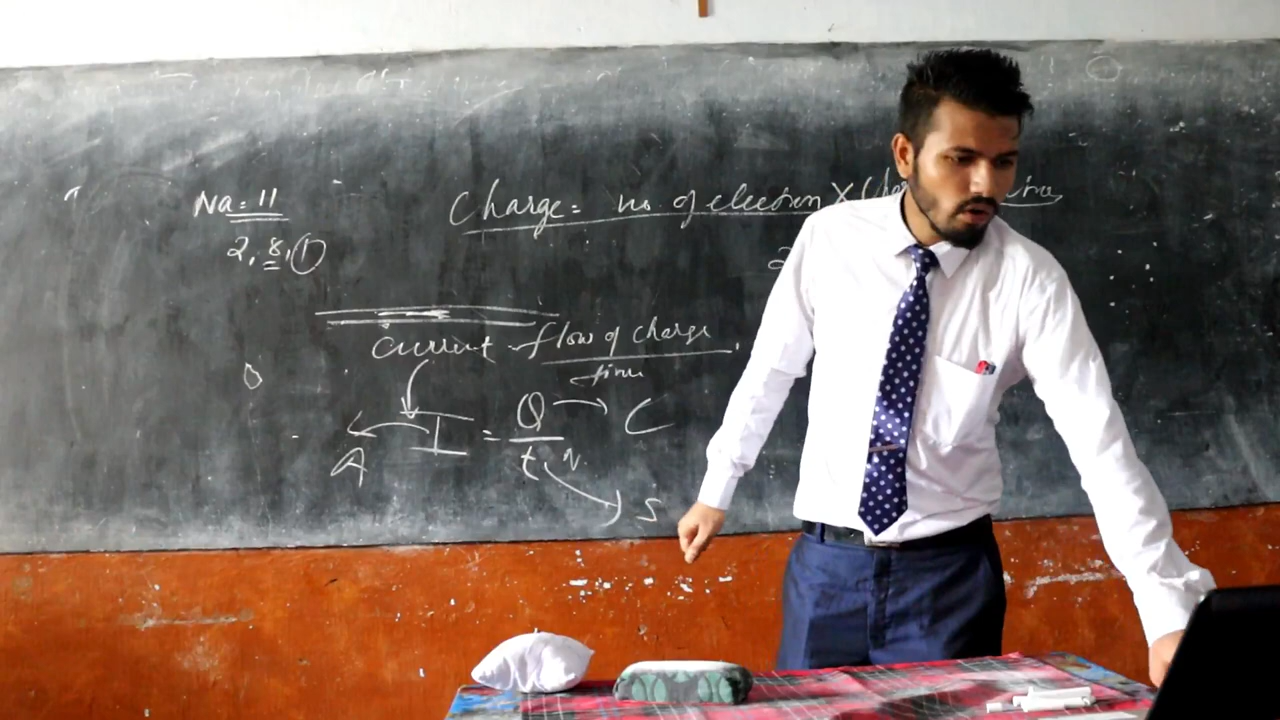 Na = 11
2, 8, 1
Charge = no. of electron X
current = flow of charge
time
I = Q → C
A
t
s